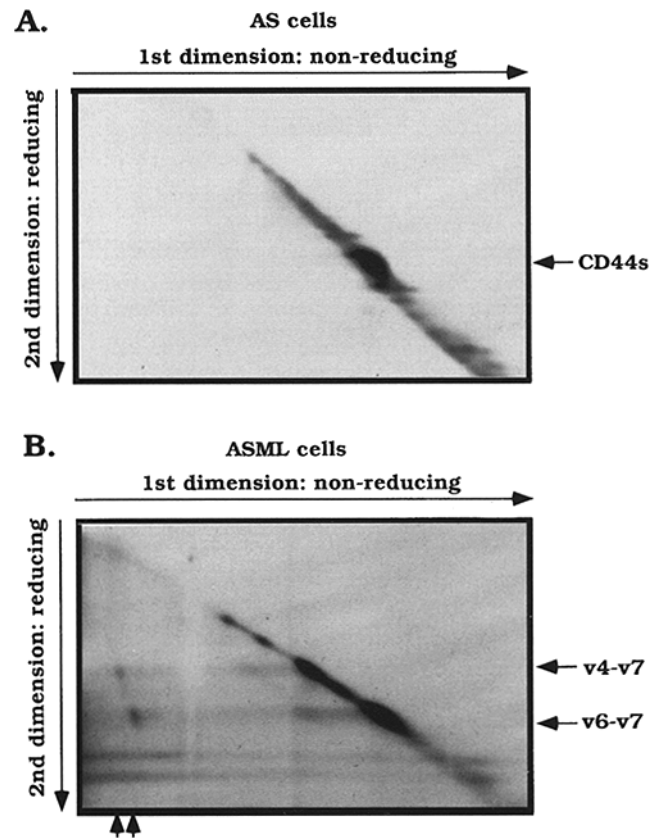 A.
AS cells
1st dimension: non-reducing
2nd dimension: reducing
CD44s
B.
ASML cells
1st dimension: non-reducing
2nd dimension: reducing
v4-v7
v6-v7